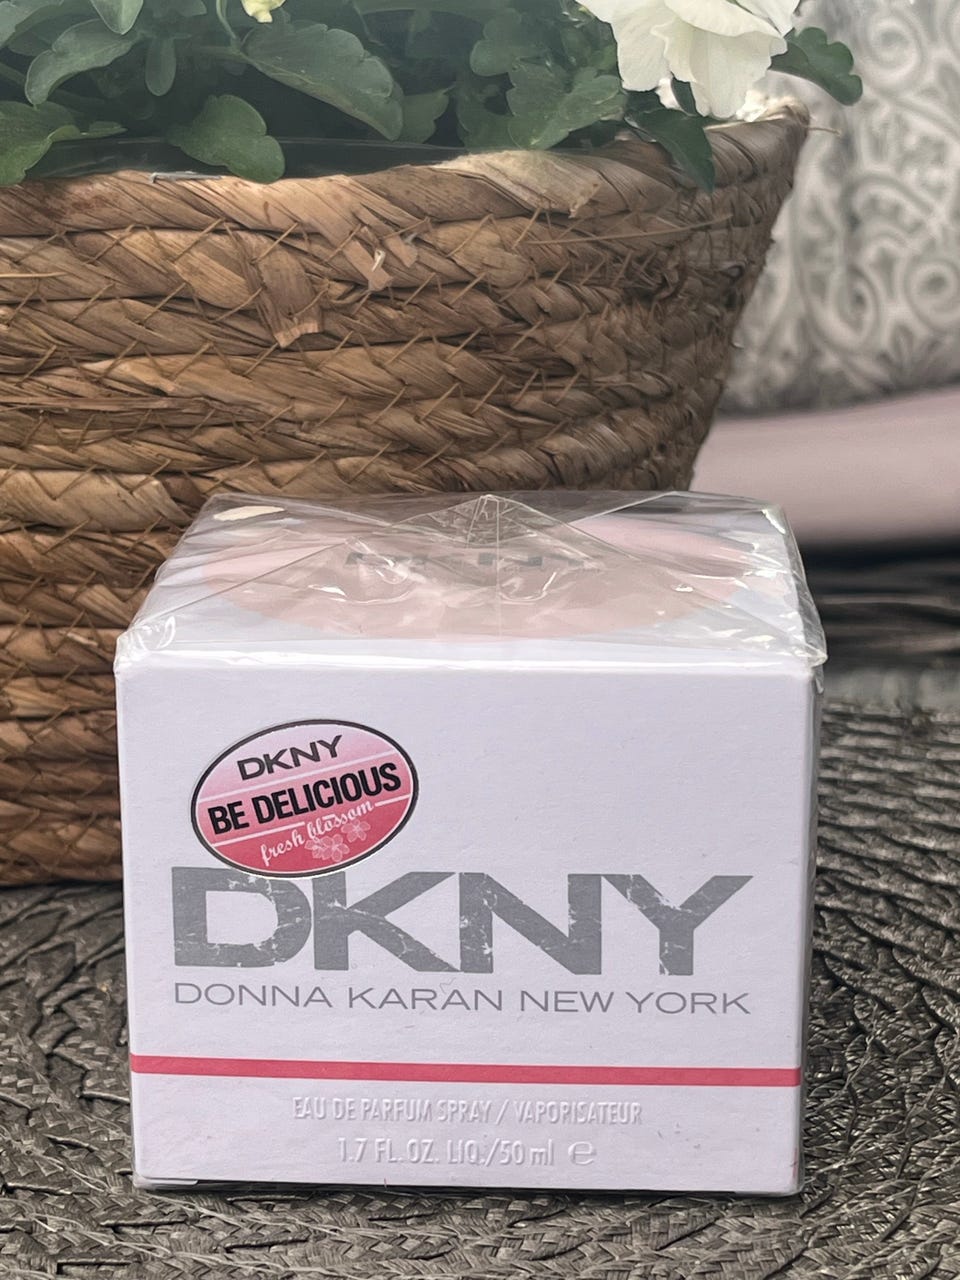 DKNY
DKNY
BE DELICIOUS
fresh blossom
DKNY
DONNA KARAN NEW YORK
EAU DE PARFUM SPRAY / VAPORISATEUR
1.7 FL. OZ. LIQ./50 ml ℮